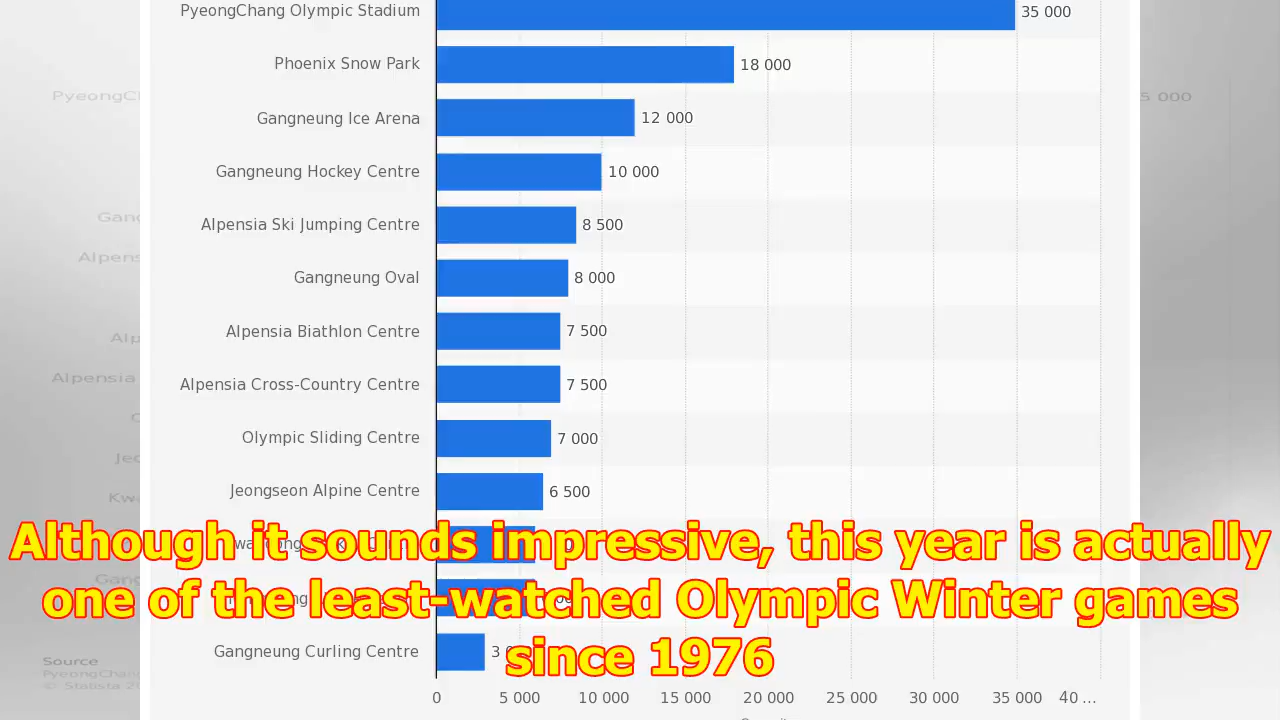 PyeongChang Olympic Stadium 35 000
Phoenix Snow Park 18 000
Gangneung Ice Arena 12 000
Gangneung Hockey Centre 10 000
Alpensia Ski Jumping Centre 8 500
Gangneung Oval 8 000
Alpensia Biathlon Centre 7 500
Alpensia Cross-Country Centre 7 500
Olympic Sliding Centre 7 000
Jeongseon Alpine Centre 6 500
Although it sounds impressive, this year is actually
one of the least-watched Olympic Winter games
since 1976
Gangneung Curling Centre
0 5 000 10 000 15 000 20 000 25 000 30 000 35 000 40 ...
Source